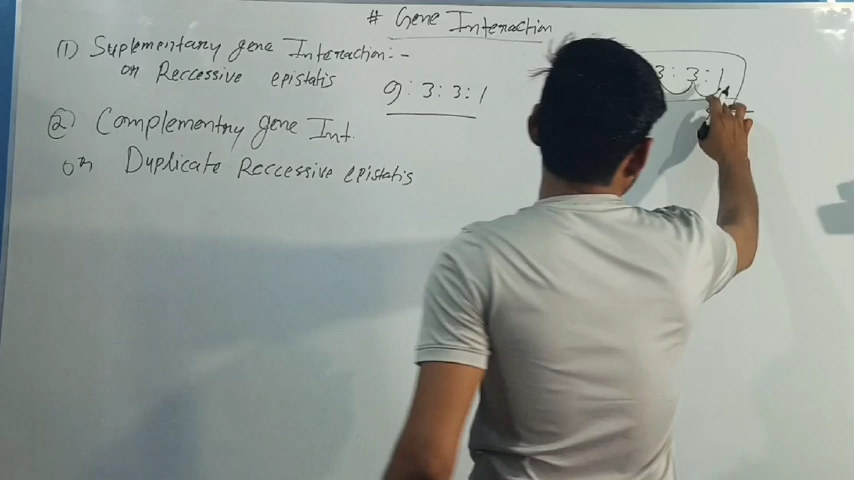 # Gene Interaction
(1) Suplementary gene Interaction:-
or Reccessive epistatis
9:3:3:1
3:3:1
(2) Complementry gene Int.
or Duplicate Reccessive epistatis